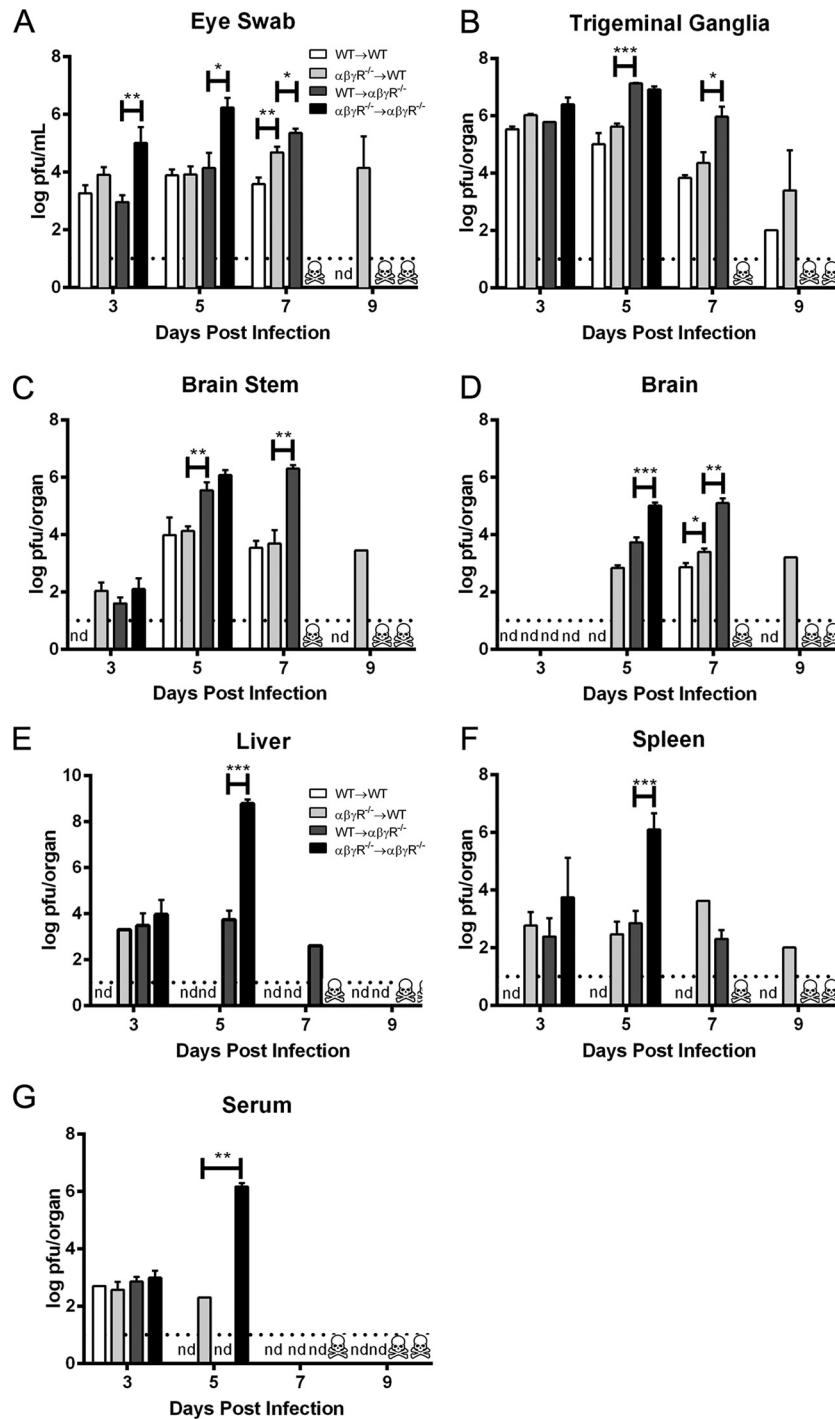 A
Eye Swab
WT→WT
αβγR-/-→WT
WT→αβγR-/-
αβγR-/-→αβγR-/-
** * ** *
log pfu/mL
8
6
4
2
0
nd
3 5 7 9
Days Post Infection
B
Trigeminal Ganglia
*** *
log pfu/organ
8
6
4
2
0
3 5 7 9
Days Post Infection
C
Brain Stem
** **
log pfu/organ
8
6
4
2
0
nd nd
3 5 7 9
Days Post Infection
D
Brain
*** * **
log pfu/organ
8
6
4
2
0
nd nd nd nd nd nd
3 5 7 9
Days Post Infection
E
Liver
WT→WT
αβγR-/-→WT
WT→αβγR-/-
αβγR-/-→αβγR-/-
***
log pfu/organ
10
8
6
4
2
0
nd nd nd nd nd nd nd
3 5 7 9
Days Post Infection
F
Spleen
***
log pfu/organ
8
6
4
2
0
nd nd nd nd
3 5 7 9
Days Post Infection
G
Serum
**
log pfu/organ
8
6
4
2
0
nd nd nd nd nd nd nd
3 5 7 9
Days Post Infection